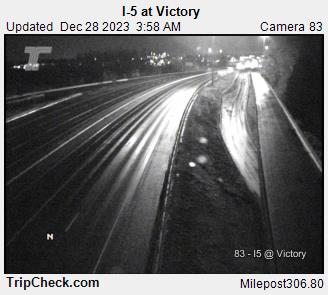 I-5 at Victory
Updated Dec 28 2023 3:58 AM Camera 83
T
N
83 - I5 @ Victory
TripCheck.com Milepost306.80